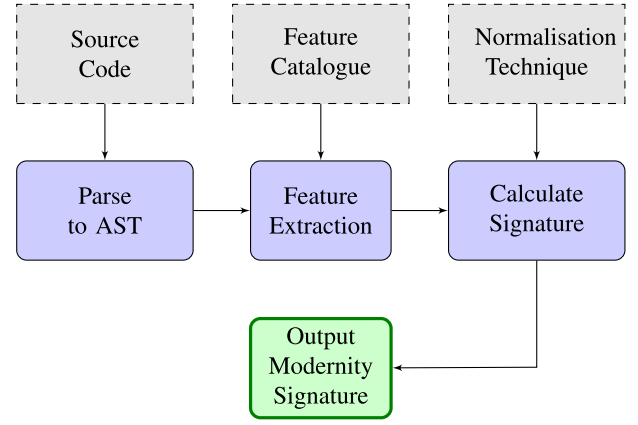 Source
Code
Feature
Catalogue
Normalisation
Technique
Parse
to AST
Feature
Extraction
Calculate
Signature
Output
Modernity
Signature